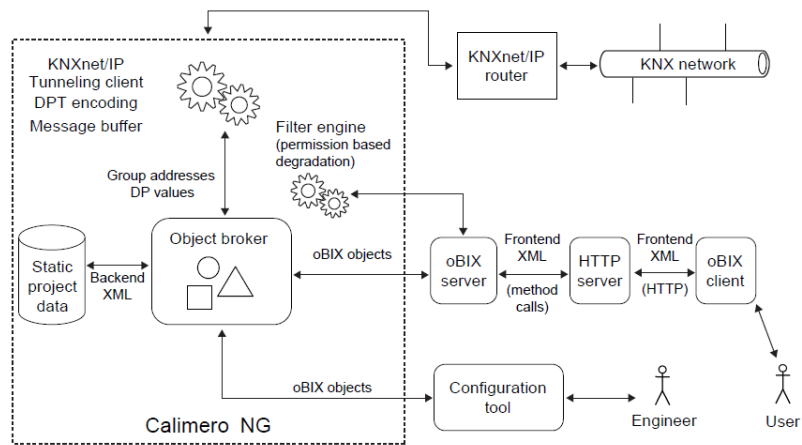 KNXnet/IP
Tunneling client
DPT encoding
Message buffer
KNXnet/IP
router
KNX network
Filter engine
(permission based
degradation)
Group addresses
DP values
Static
project
data
Backend
XML
Object broker
oBIX objects
oBIX
server
Frontend
XML
(method
calls)
HTTP
server
Frontend
XML
(HTTP)
oBIX
client
oBIX objects
Configuration
tool
Engineer
User
Calimero NG